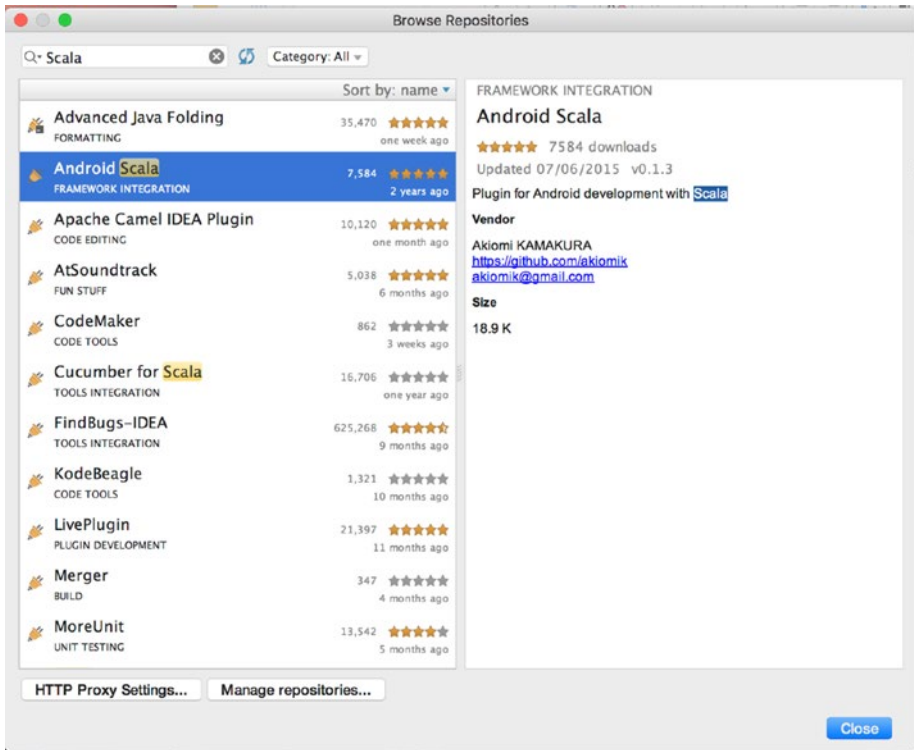 Browse Repositories
Scala
Category: All
Sort by: name
Advanced Java Folding
35,470
FORMATTING
one week ago
Android Scala
7,584
FRAMEWORK INTEGRATION
2 years ago
Apache Camel IDEA Plugin
10,120
CODE EDITING
one month ago
AtSoundtrack
5,038
FUN STUFF
6 months ago
CodeMaker
862
CODE TOOLS
3 weeks ago
Cucumber for Scala
16,706
TOOLS INTEGRATION
one year ago
FindBugs-IDEA
625,268
TOOLS INTEGRATION
9 months ago
KodeBeagle
1,321
CODE TOOLS
10 months ago
LivePlugin
21,397
PLUGIN DEVELOPMENT
11 months ago
Merger
347
BUILD
4 months ago
MoreUnit
13,542
UNIT TESTING
5 months ago
FRAMEWORK INTEGRATION
Android Scala
7584 downloads
Updated 07/06/2015 v0.1.3
Plugin for Android development with Scala
Vendor
Akiomi KAMAKURA
https://github.com/akiomik
akiomik@gmail.com
Size
18.9 K
HTTP Proxy Settings...
Manage repositories...
Close